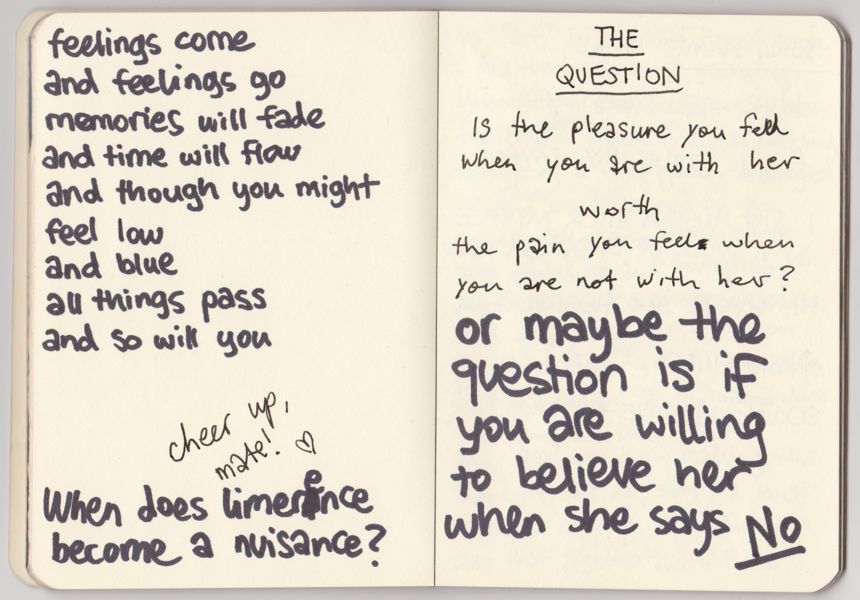 feelings come
and feelings go
memories will fade
and time will flow
and though you might
feel low
and blue
all things pass
and so will you
cheer up,
mate! ♡
When does limerence
become a nuisance?
THE
QUESTION
Is the pleasure you feel
when you are with her
worth
the pain you feel when
you are not with her?
or maybe the
question is if
you are willing
to believe her
when she says NO